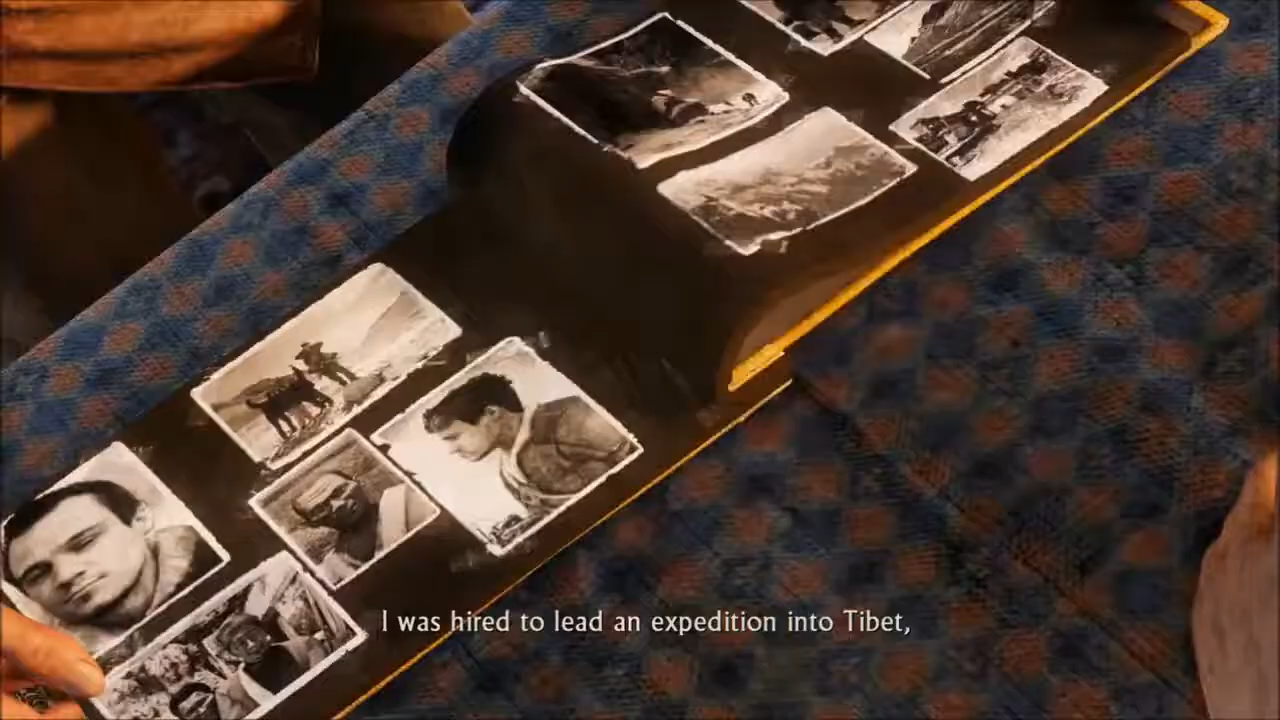 I was hired to lead an expedition into Tibet,